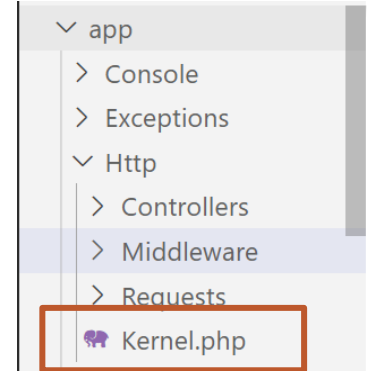 app
Console
Exceptions
Http
Controllers
Middleware
Requests
Kernel.php